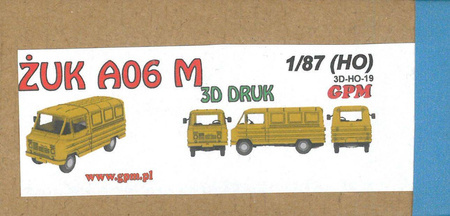 ŻUK A06 M
3D DRUK
1/87 (HO)
3D-HO-19
GPM
www.gpm.pl